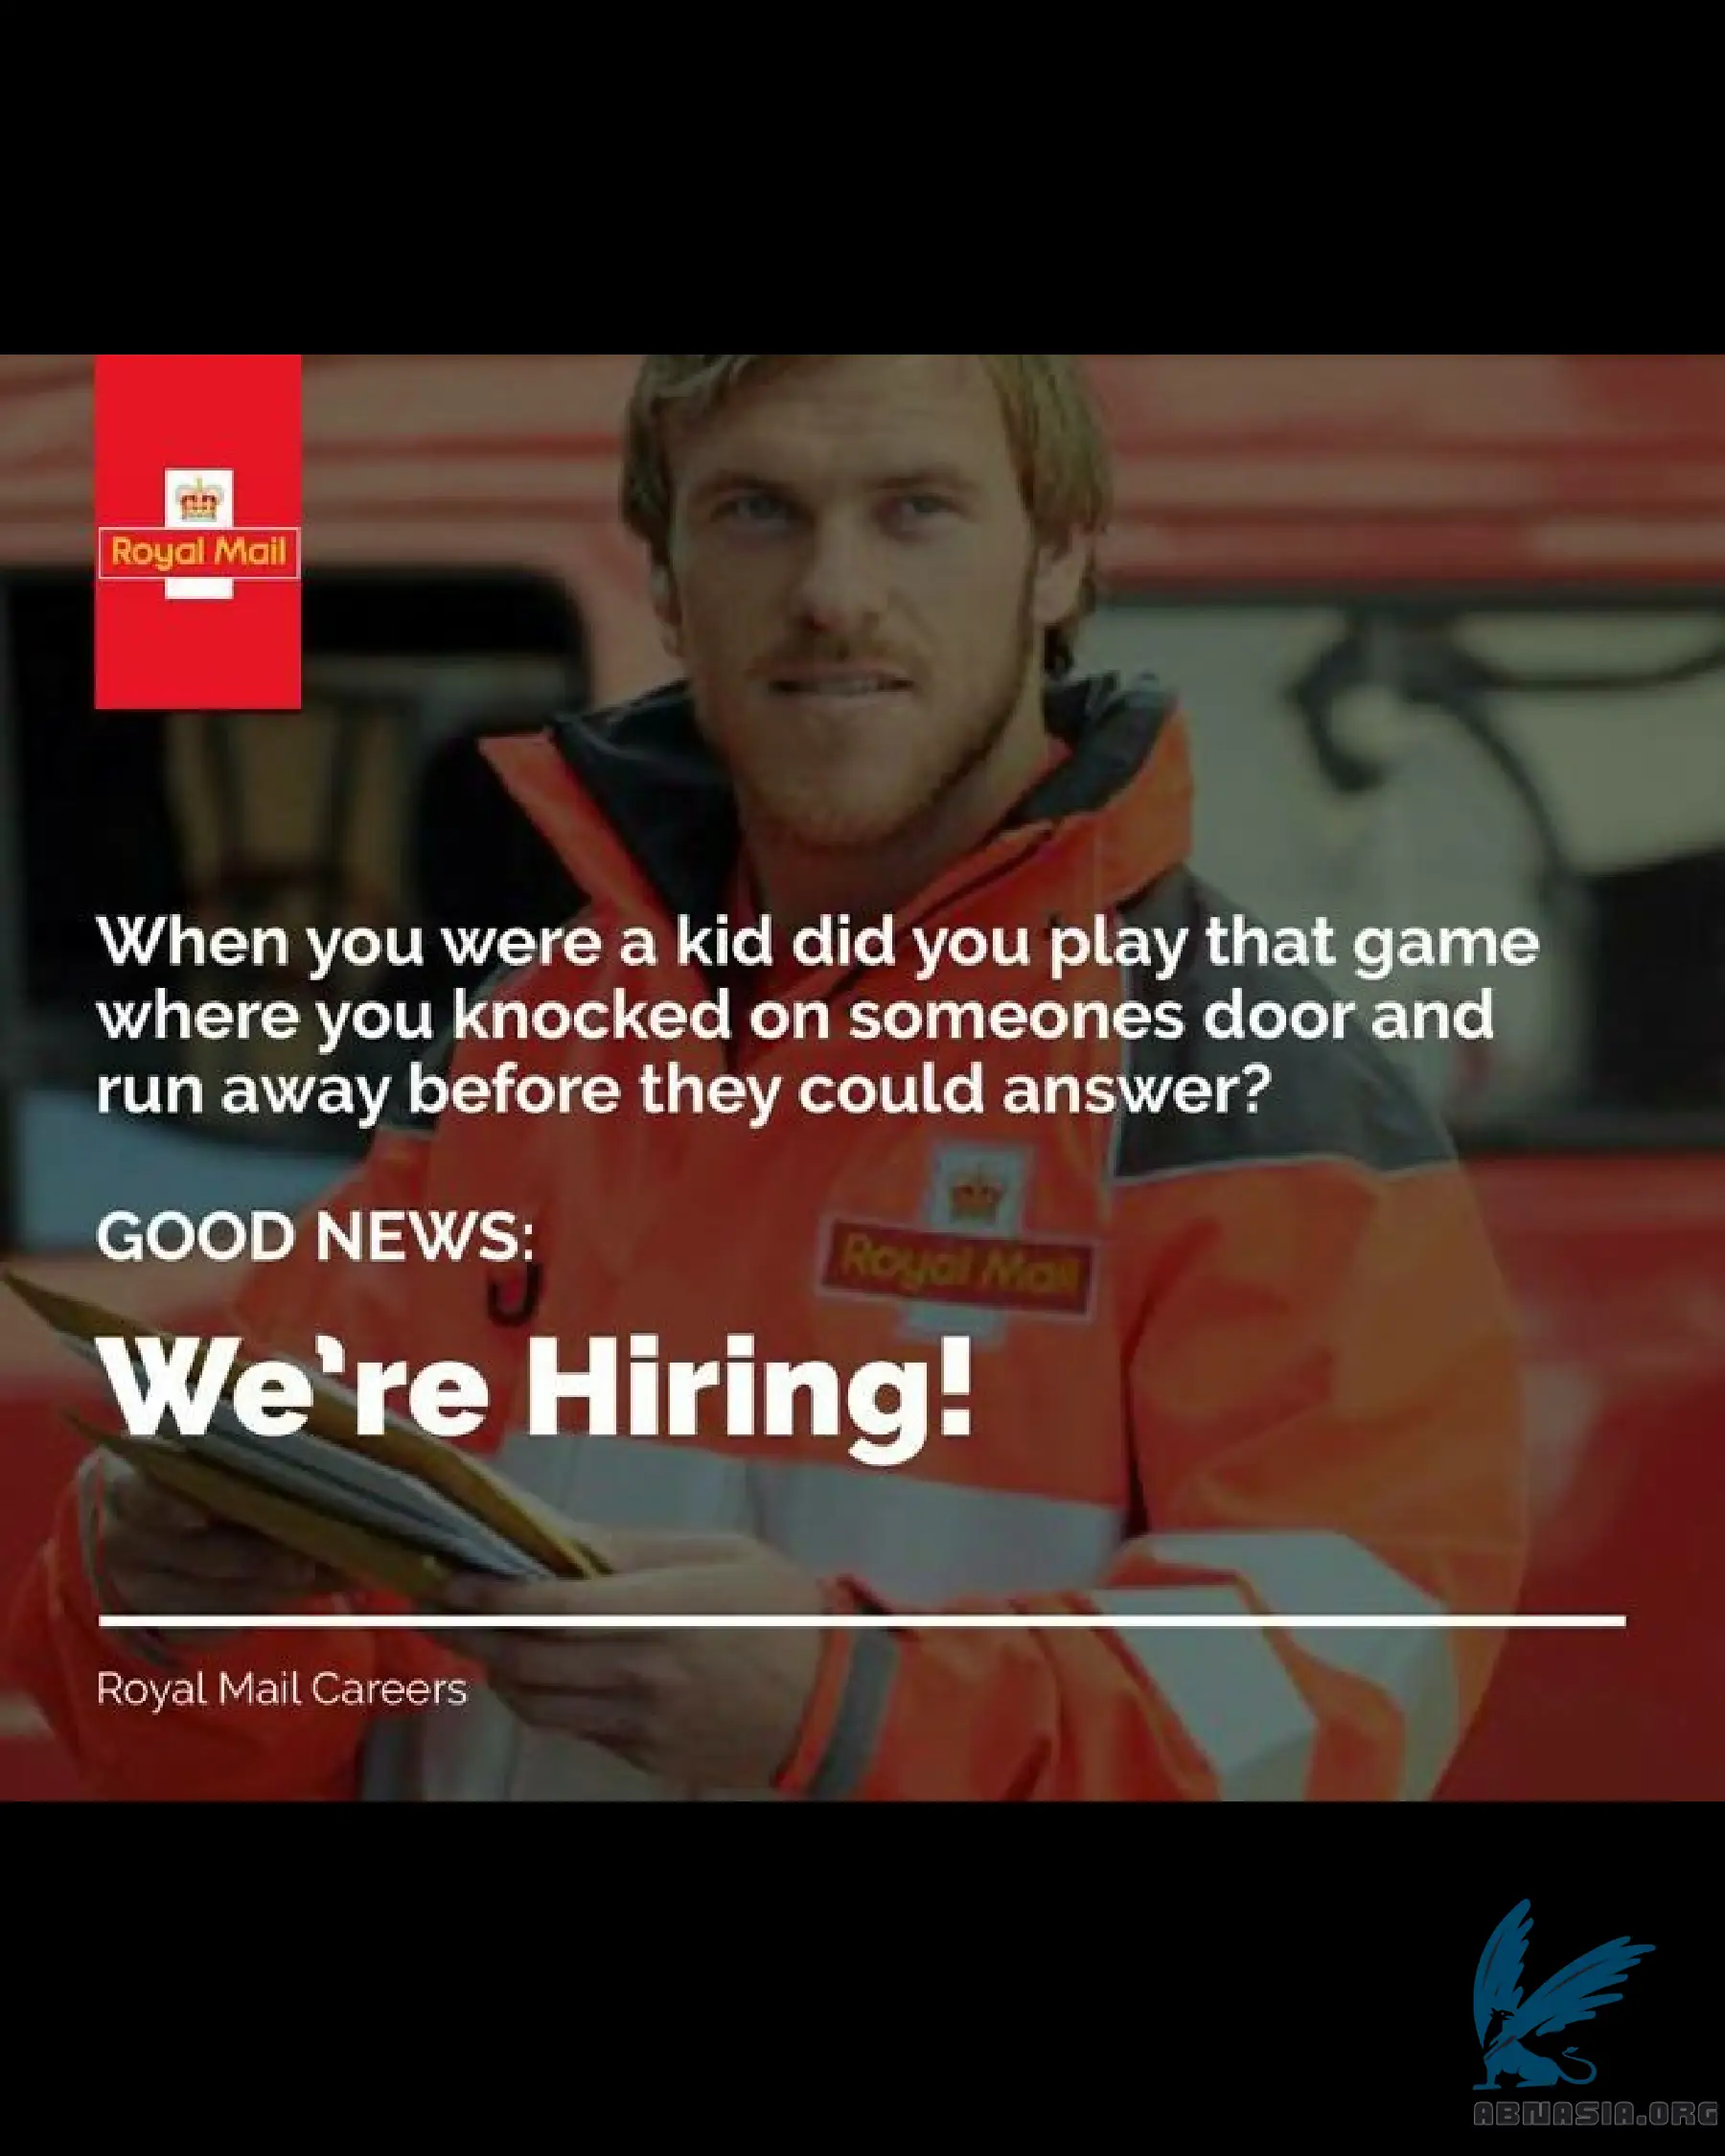 Royal Mail
When you were a kid did you play that game
where you knocked on someones door and
run away before they could answer?
GOOD NEWS:
Royal Mail
We're Hiring!
Royal Mail Careers
ABNASIA.ORG